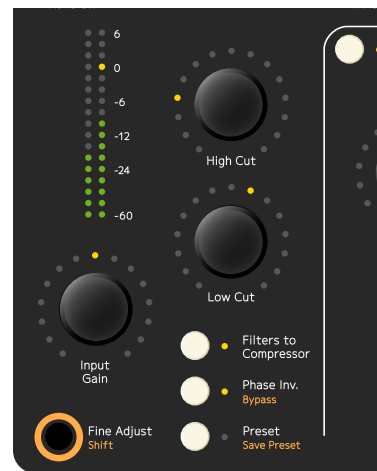 6
0
-6
-12
-24
-60
High Cut
Low Cut
Input
Gain
Filters to
Compressor
Phase Inv.
Bypass
Fine Adjust
Shift
Preset
Save Preset